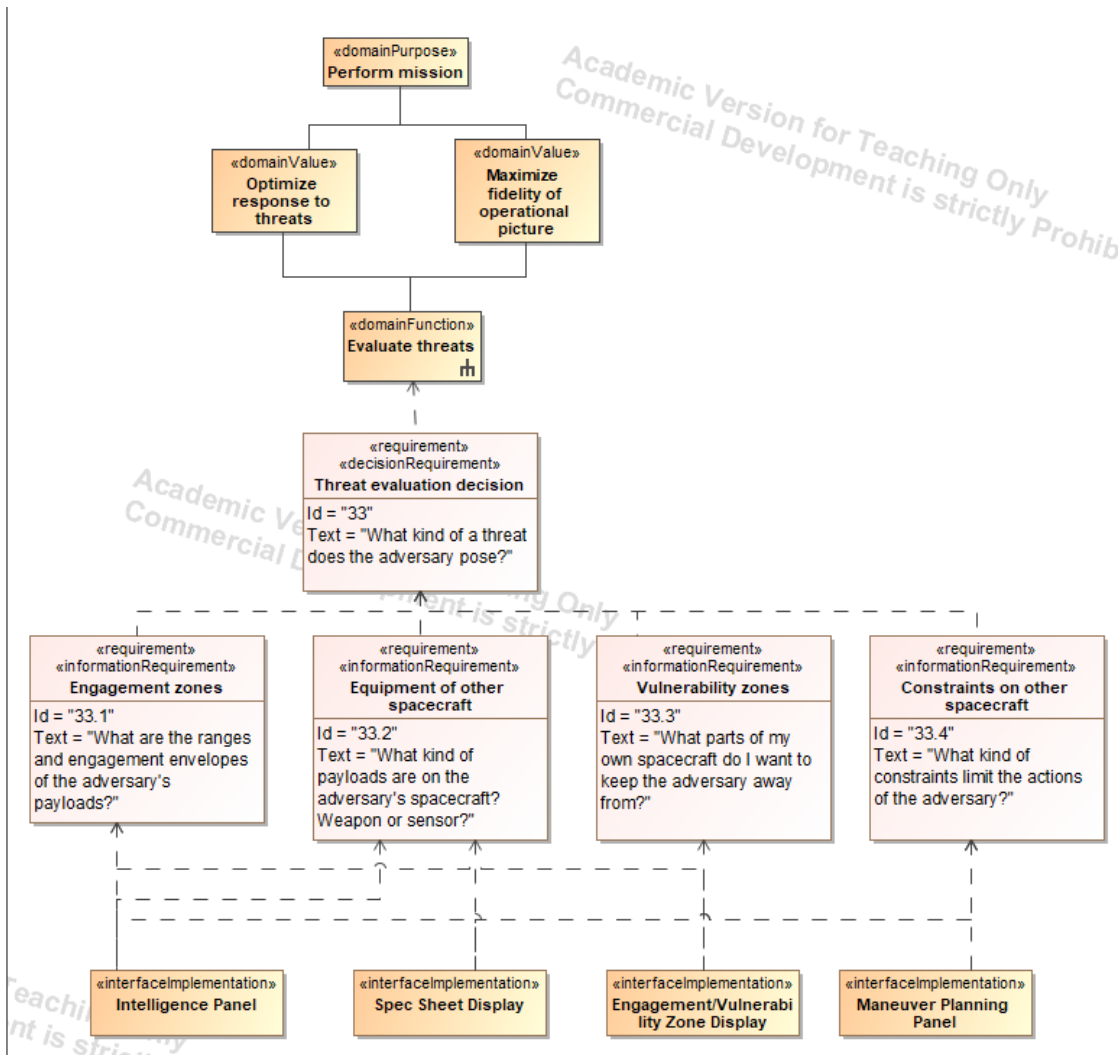 «domainPurpose»
Perform mission
Academic Version for Teaching Only
Commercial Development is strictly Prohib
«domainValue»
Optimize
response to
threats
«domainValue»
Maximize
fidelity of
operational
picture
«domainFunction»
Evaluate threats
«requirement»
«decisionRequirement»
Threat evaluation decision
Id = "33"
Text = "What kind of a threat
does the adversary pose?"
Academic Ve
Commercial D
ing Only
ment is strictly
«requirement»
«informationRequirement»
Engagement zones
Id = "33.1"
Text = "What are the ranges
and engagement envelopes
of the adversary's
payloads?"
«requirement»
«informationRequirement»
Equipment of other
spacecraft
Id = "33.2"
Text = "What kind of
payloads are on the
adversary's spacecraft?
Weapon or sensor?"
«requirement»
«informationRequirement»
Vulnerability zones
Id = "33.3"
Text = "What parts of my
own spacecraft do I want to
keep the adversary away
from?"
«requirement»
«informationRequirement»
Constraints on other
spacecraft
Id = "33.4"
Text = "What kind of
constraints limit the actions
of the adversary?"
«interfaceImplementation»
Intelligence Panel
«interfaceImplementation»
Spec Sheet Display
«interfaceImplementation»
Engagement/Vulnerabi
lity Zone Display
«interfaceImplementation»
Maneuver Planning
Panel